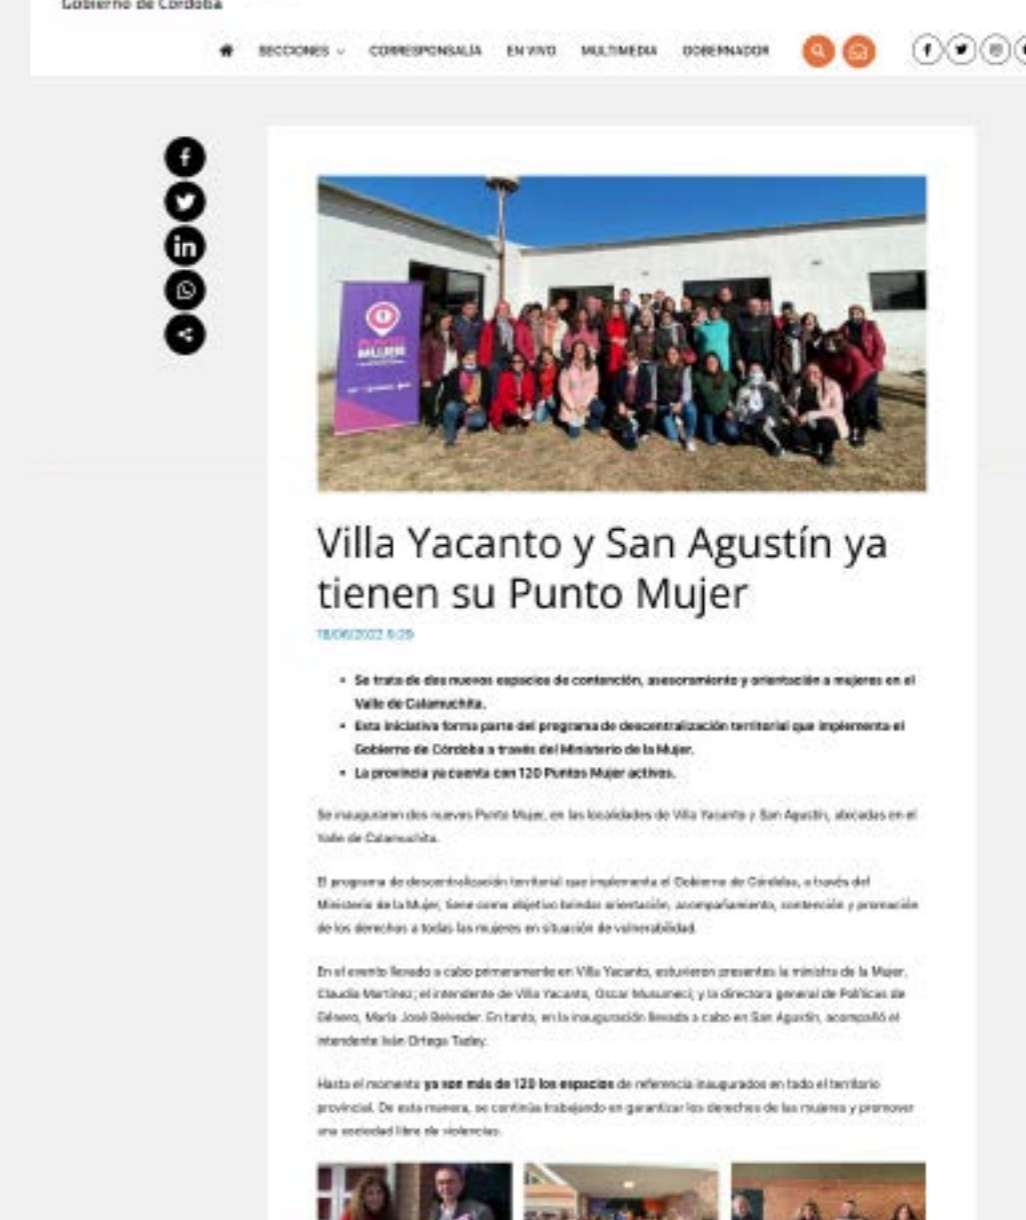 Gobierno de Córdoba
SECCIONES CORRESPONSALÍA EN VIVO MULTIMEDIA GOBERNADOR
MUJER
Villa Yacanto y San Agustín ya
tienen su Punto Mujer
18/06/2022 9:29
• Se trata de dos nuevos espacios de contención, asesoramiento y orientación a mujeres en el
Valle de Calamuchita.
• Esta iniciativa forma parte del programa de descentralización territorial que implementa el
Gobierno de Córdoba a través del Ministerio de la Mujer.
• La provincia ya cuenta con 120 Puntos Mujer activos.
Se inauguraron dos nuevos Punto Mujer, en las localidades de Villa Yacanto y San Agustín, ubicadas en el
Valle de Calamuchita.
El programa de descentralización territorial que implementa el Gobierno de Córdoba, a través del
Ministerio de la Mujer, tiene como objetivo brindar orientación, acompañamiento, contención y promoción
de los derechos a todas las mujeres en situación de vulnerabilidad.
En el evento llevado a cabo primeramente en Villa Yacanto, estuvieron presentes la ministra de la Mujer,
Claudia Martínez; el intendente de Villa Yacanto, Oscar Musumeci; y la directora general de Políticas de
Género, María José Belveder. En tanto, en la inauguración llevada a cabo en San Agustín, acompañó el
intendente Iván Ortega
Hasta el momento ya son más de 120 los espacios de referencia inaugurados en todo el territorio
provincial. De esta manera, se continúa trabajando en garantizar los derechos de las mujeres y promover
una sociedad libre de violencias.